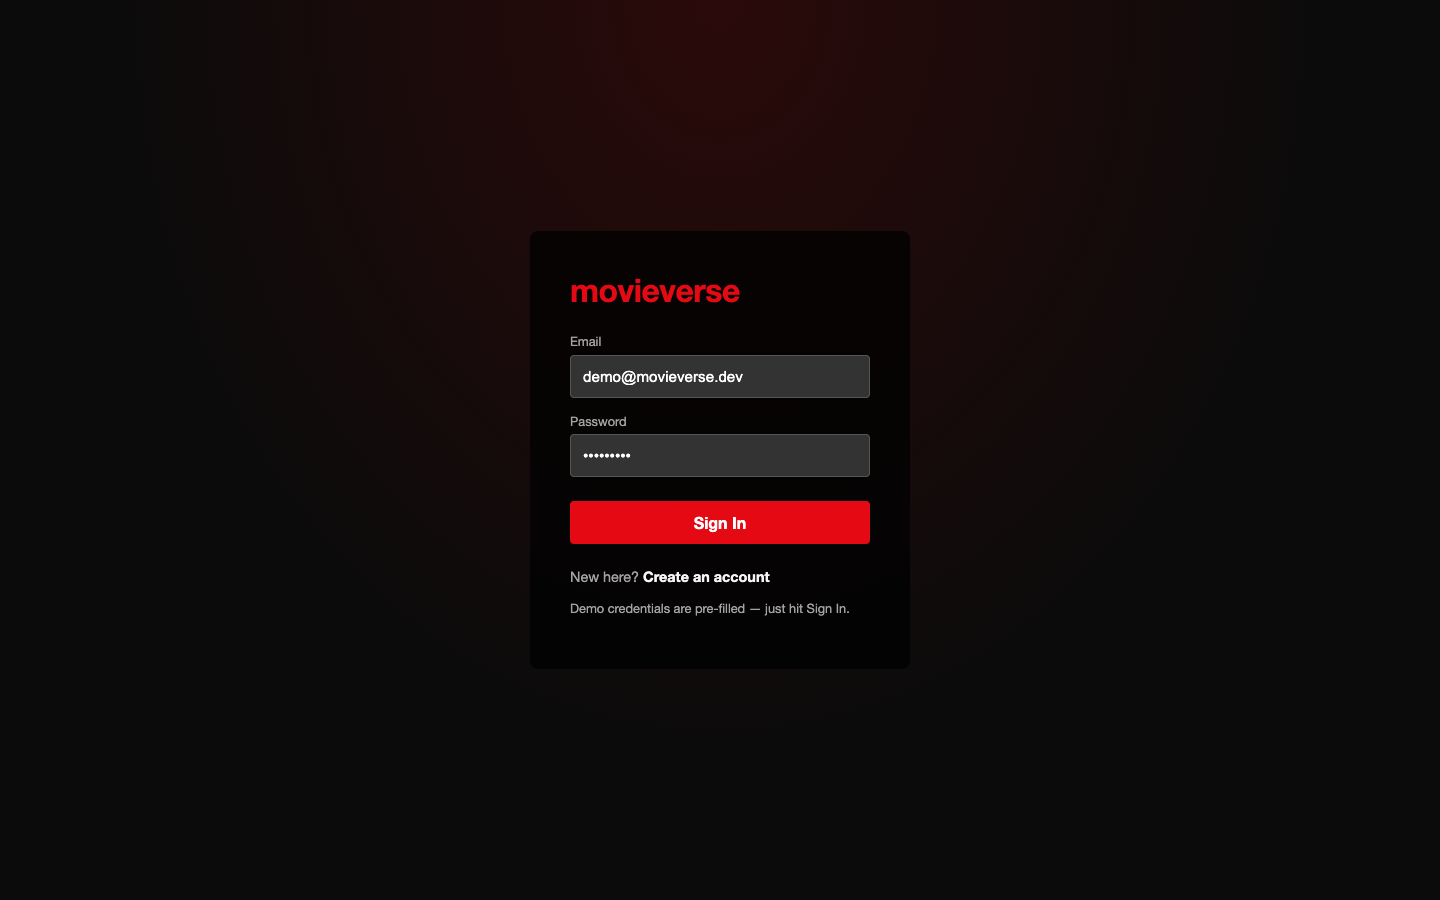 movieverse
Email
demo@movieverse.dev
Password
•••••••••
Sign In
New here? Create an account
Demo credentials are pre-filled — just hit Sign In.